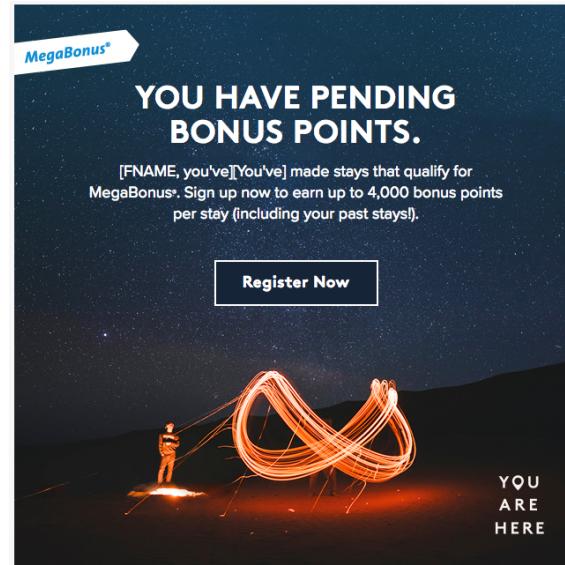 MegaBonus®
YOU HAVE PENDING
BONUS POINTS.
[FNAME, you've][You've] made stays that qualify for
MegaBonus®. Sign up now to earn up to 4,000 bonus points
per stay (including your past stays!).
Register Now
YOU
ARE
HERE